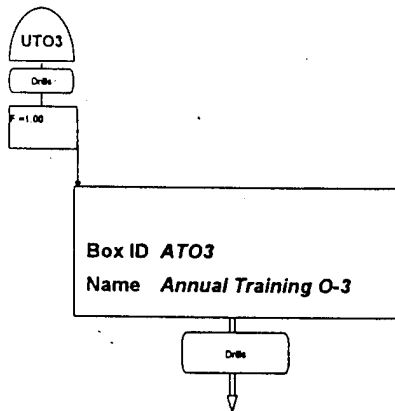 UTO3
Drills
F =1.00
Box ID ATO3
Name Annual Training O-3
Drills